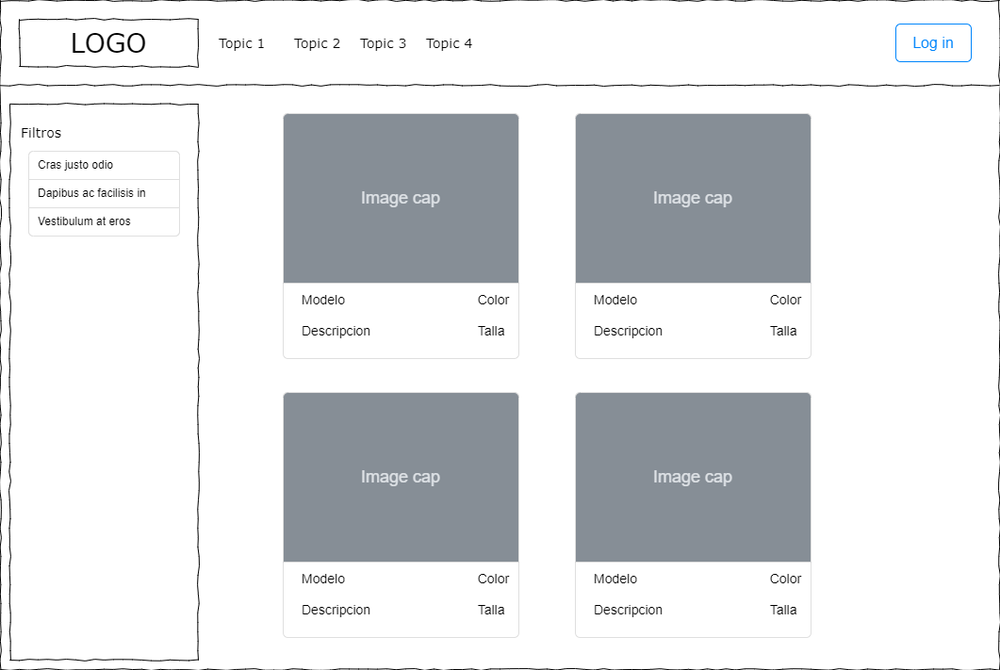 LOGO
Topic 1 Topic 2 Topic 3 Topic 4
Log in
Filtros
Cras justo odio
Dapibus ac facilisis in
Vestibulum at eros
Image cap
Modelo Color
Descripcion Talla
Image cap
Modelo Color
Descripcion Talla
Image cap
Modelo Color
Descripcion Talla
Image cap
Modelo Color
Descripcion Talla